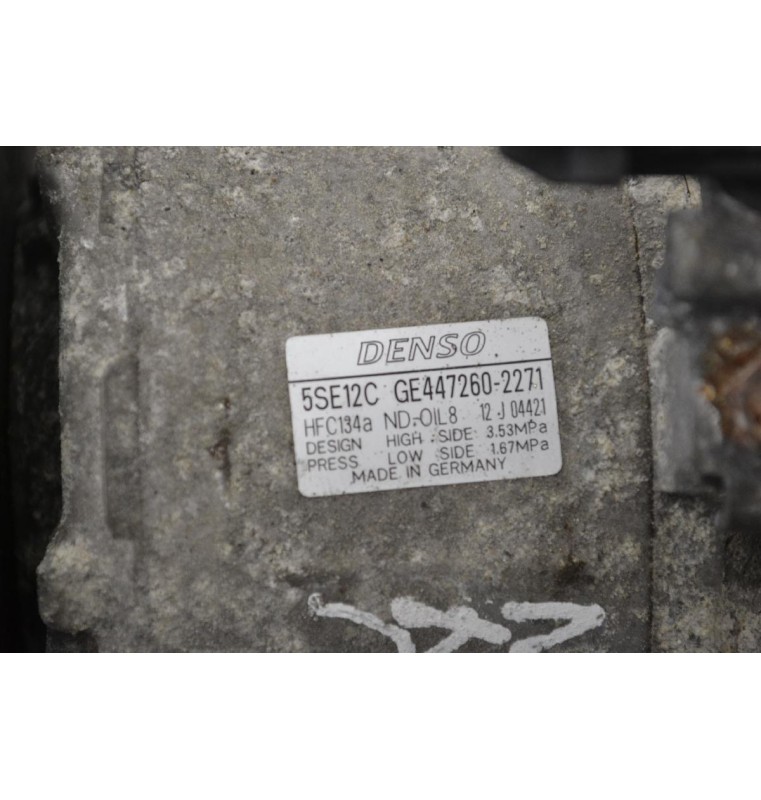 DENSO
5SE12C GE447260-2271
HFC134a ND-OIL8 12-J 04421
DESIGN HIGH SIDE 3.53MPa
PRESS LOW SIDE 1.67MPa
MADE IN GERMANY